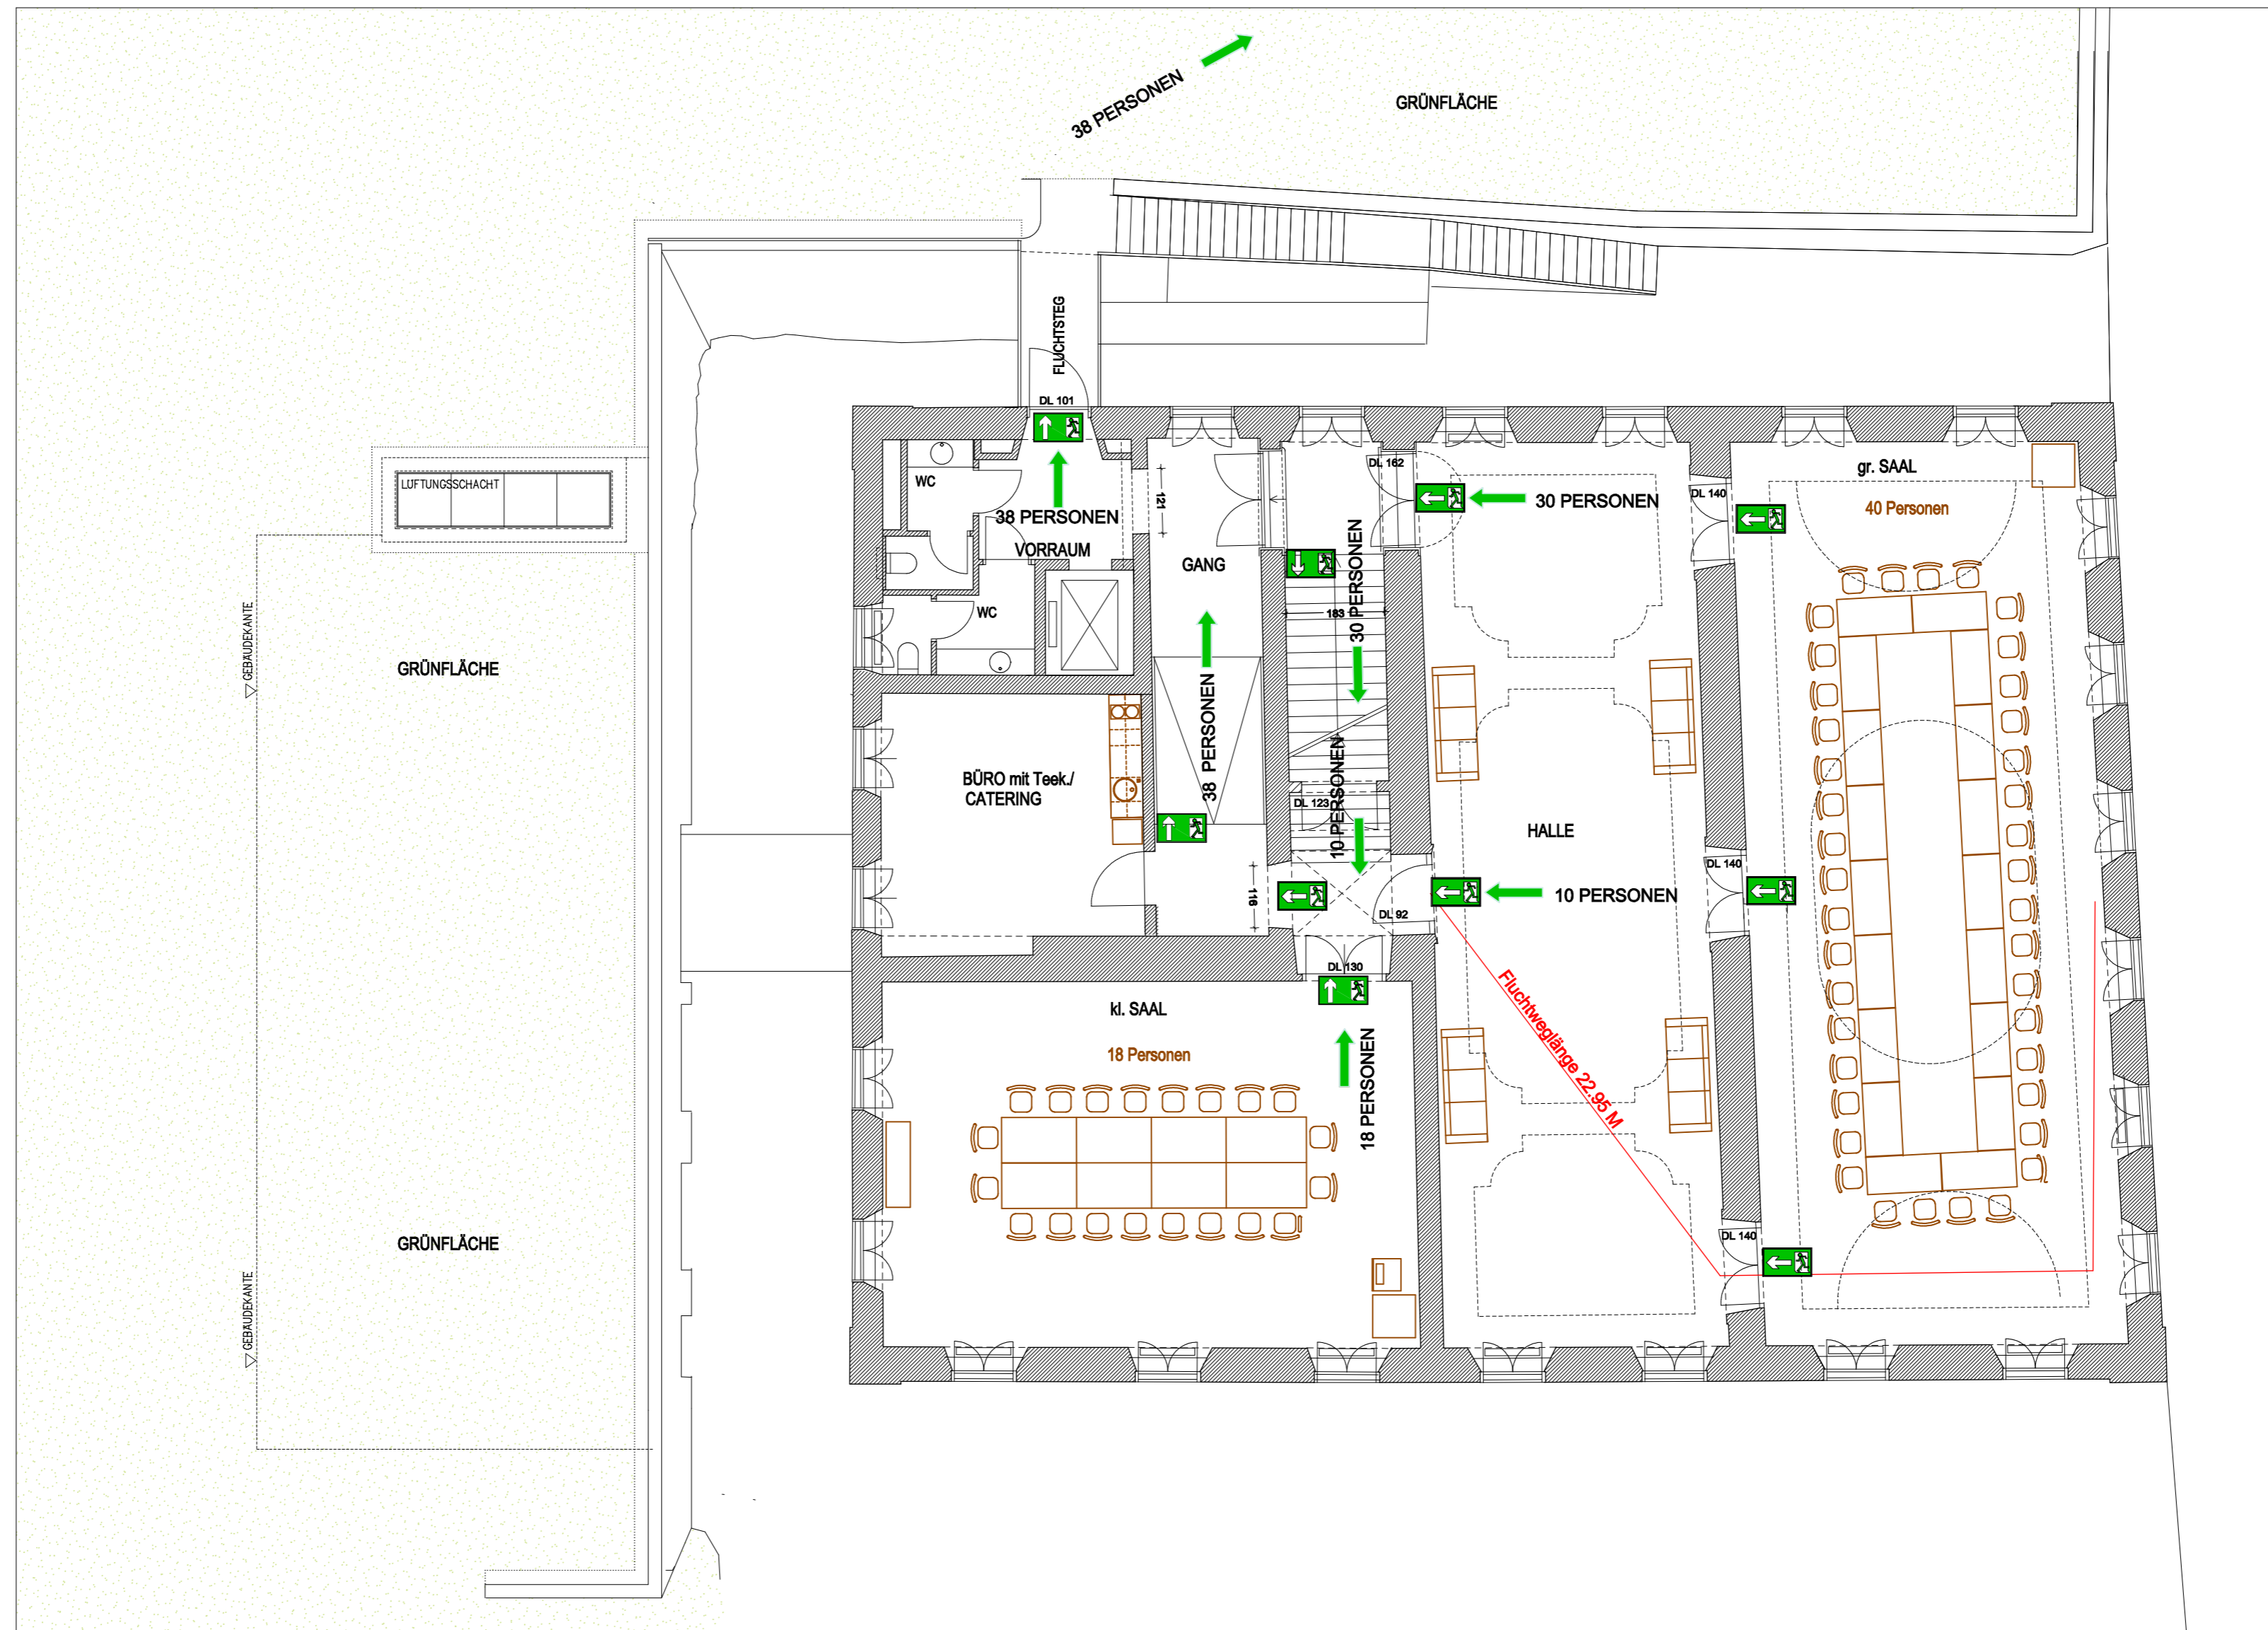 38 PERSONEN
GRÜNFLÄCHE
FLUCHTSTEG
DL 101
LÜFTUNGSSCHACHT
WC
38 PERSONEN
VORRAUM
121
GANG
DL 162
30 PERSONEN
DL 140
gr. SAAL
40 Personen
30 PERSONEN
183
WC
GEBÄUDEKANTE
GRÜNFLÄCHE
38 PERSONEN
BÜRO mit Teek./
CATERING
10 PERSONEN
DL 123
HALLE
DL 140
116
10 PERSONEN
DL 92
DL 130
kl. SAAL
18 Personen
18 PERSONEN
Fluchtweglänge 22.95 M
DL 140
GRÜNFLÄCHE
GEBÄUDEKANTE